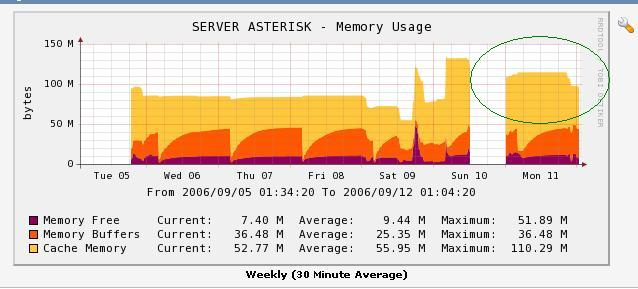 SERVER ASTERISK - Memory Usage
RRDTOOL / TOBI OETIKER
150 M
100 M
50 M
0
bytes
Tue 05 Wed 06 Thu 07 Fri 08 Sat 09 Sun 10 Mon 11
From 2006/09/05 01:34:20 To 2006/09/12 01:04:20
Memory Free Current: 7.40 M Average: 9.44 M Maximum: 51.89 M
Memory Buffers Current: 36.48 M Average: 25.35 M Maximum: 36.48 M
Cache Memory Current: 52.77 M Average: 55.95 M Maximum: 110.29 M
Weekly (30 Minute Average)